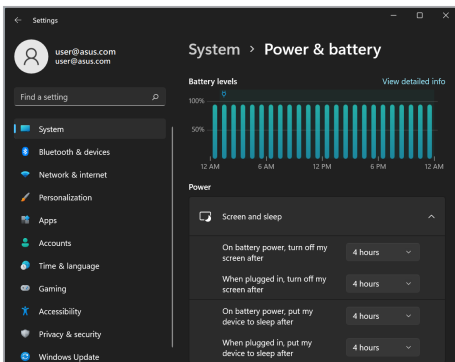 Settings
user@asus.com
user@asus.com
Find a setting
System
Bluetooth & devices
Network & internet
Personalization
Apps
Accounts
Time & language
Gaming
Accessibility
Privacy & security
Windows Update
System > Power & battery
Battery levels
View detailed info
100%
50%
12 AM 6 AM 12 PM 6 PM 12 AM
Power
Screen and sleep
On battery power, turn off my
screen after
4 hours
When plugged in, turn off my
screen after
4 hours
On battery power, put my
device to sleep after
4 hours
When plugged in, put my
device to sleep after
4 hours